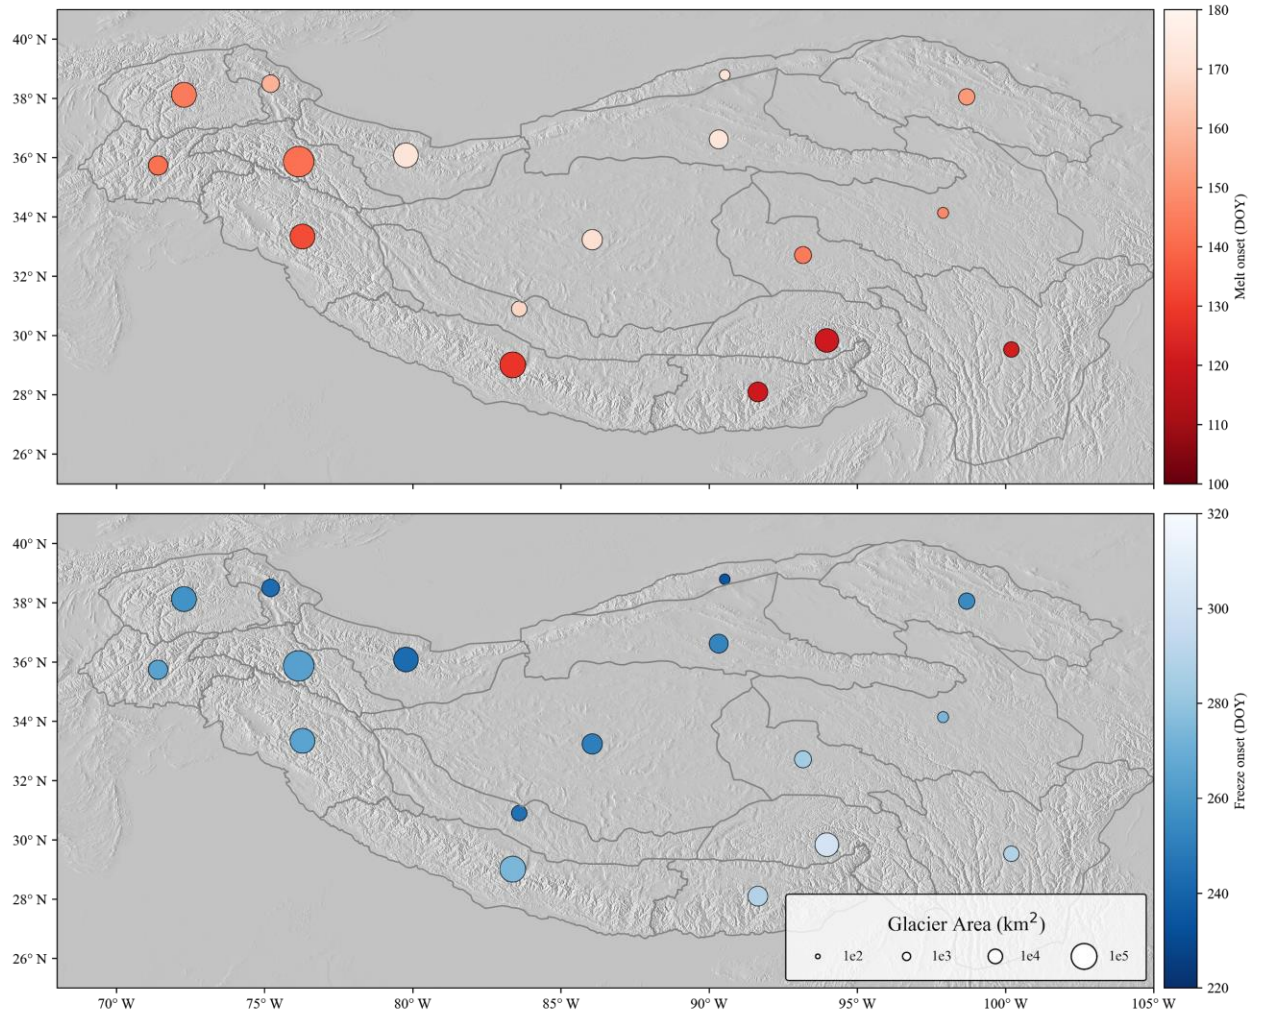 40° N
38° N
36° N
34° N
32° N
30° N
28° N
26° N
180
170
160
150
140
130
120
110
100
Melt onset (DOY)
40° N
38° N
36° N
34° N
32° N
30° N
28° N
26° N
320
300
280
260
240
220
Freeze onset (DOY)
Glacier Area (km²)
1e2 1e3 1e4 1e5
70° W 75° W 80° W 85° W 90° W 95° W 100° W 105° W